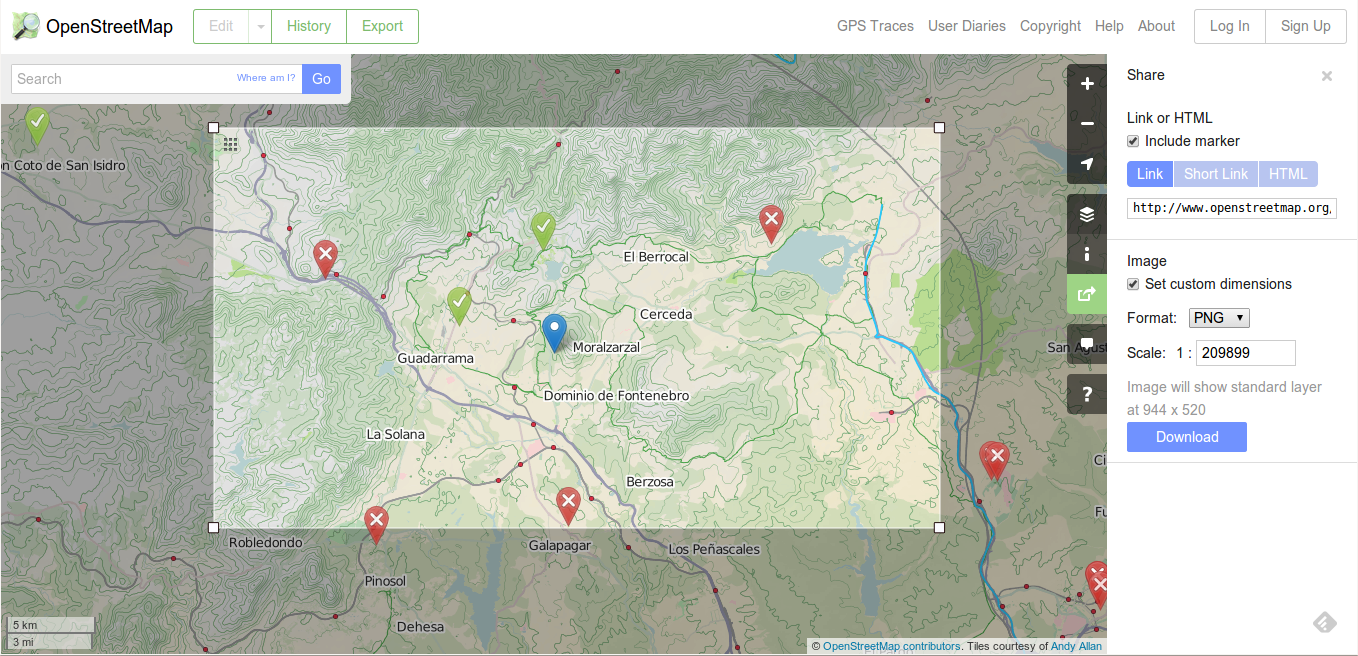 OpenStreetMap
Edit
History
Export
GPS Traces
User Diaries
Copyright
Help
About
Log In
Sign Up
Search
Where am I?
Go
n Coto de San Isidro
El Berrocal
Cerceda
Moralzarzal
Guadarrama
Dominio de Fontenebro
La Solana
Berzosa
Robledondo
Galapagar
Los Peñascales
Pinosol
Dehesa
San Agust
Ci
Fu
5 km
3 mi
© OpenStreetMap contributors. Tiles courtesy of Andy Allan
Share
Link or HTML
Include marker
Link
Short Link
HTML
http://www.openstreetmap.org,
Image
Set custom dimensions
Format: PNG
Scale: 1 : 209899
Image will show standard layer
at 944 x 520
Download